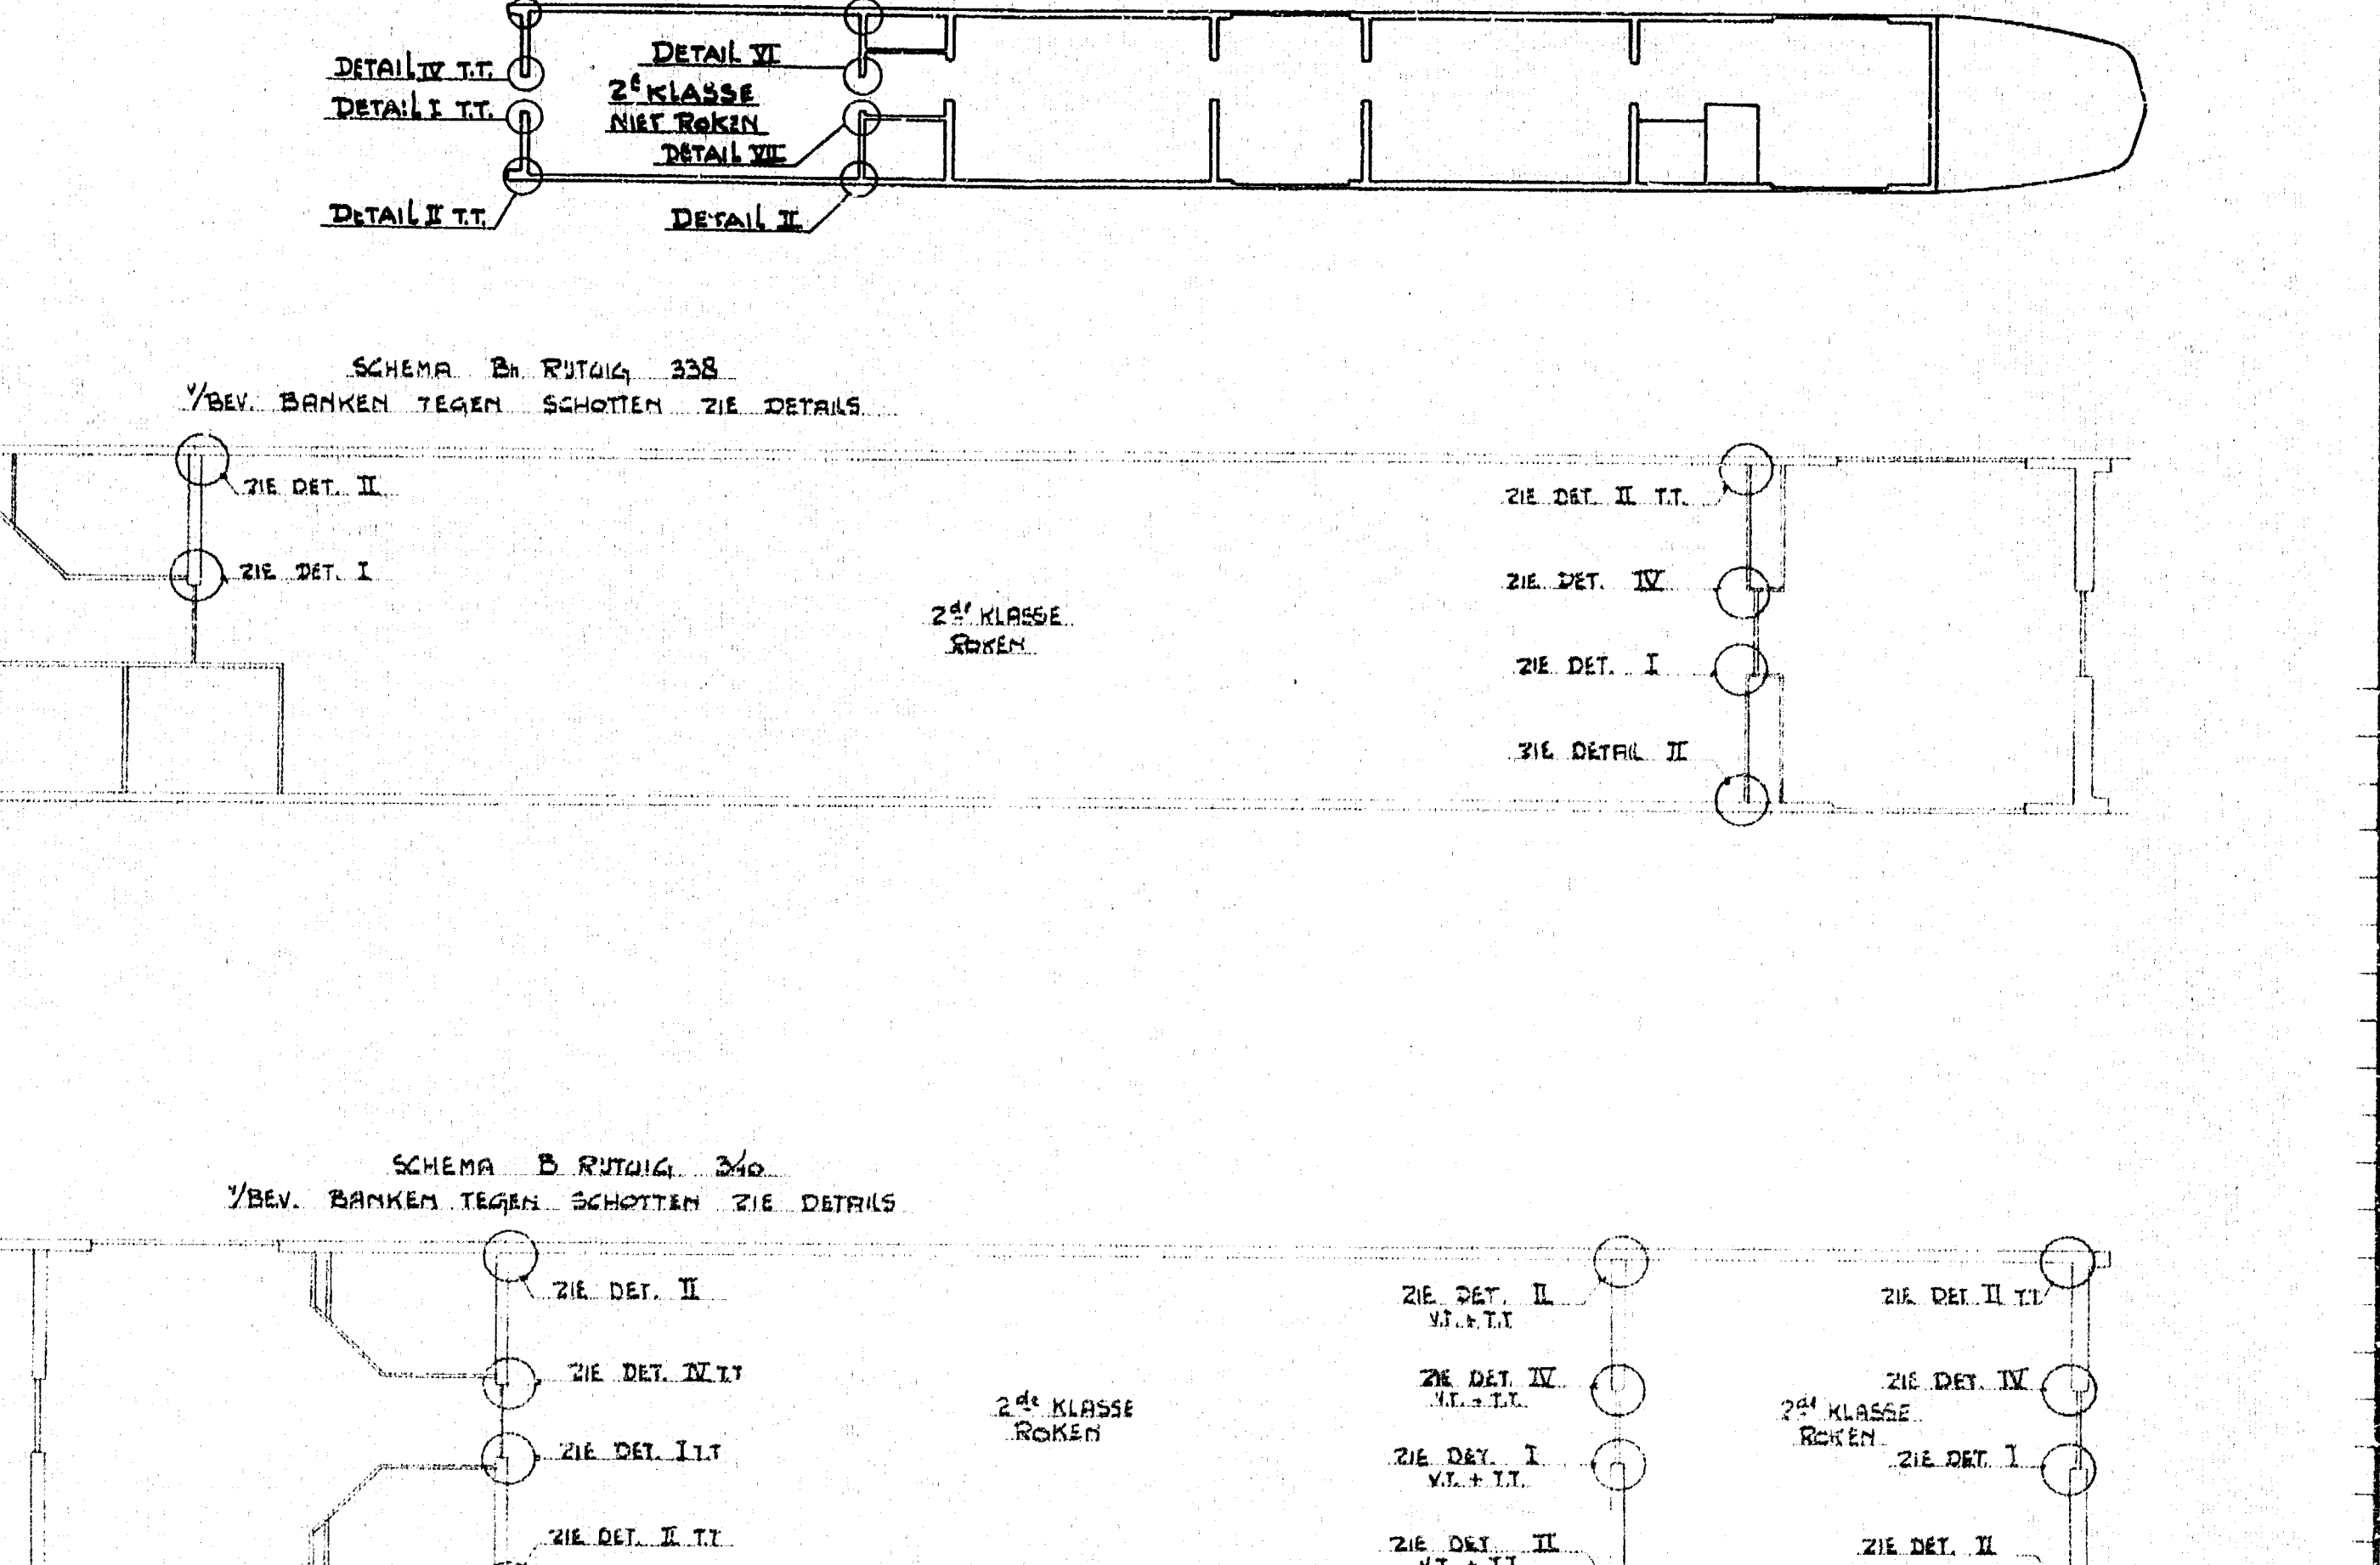 DETAIL IV T.T.
DETAIL VI
DETAIL I T.T.
2E KLASSE
NIET ROKEN
DETAIL VII
DETAIL II T.T.
DETAIL II
SCHEMA Bh RIJTUIG 338
V/BEV. BANKEN TEGEN SCHOTTEN ZIE DETAILS
ZIE DET. II
ZIE DET. I
2de KLASSE
ROKEN
ZIE DET. II T.T.
ZIE DET. IV
ZIE DET. I
ZIE DETAIL II
SCHEMA B RIJTUIG 340
V/BEV. BANKEN TEGEN SCHOTTEN ZIE DETAILS
ZIE DET. II
ZIE DET. IV T.T
ZIE DET. I T.T
ZIE DET. II T.T
2de KLASSE
ROKEN
ZIE DET. II
V.T. + T.T
ZIE DET. IV
V.T. + T.T.
ZIE DET. I
V.T. + T.T.
ZIE DET II
V.T. + T.T
ZIE DET II T.T
ZIE DET. IV
2de KLASSE
ROKEN
ZIE DET. I
ZIE DET. II